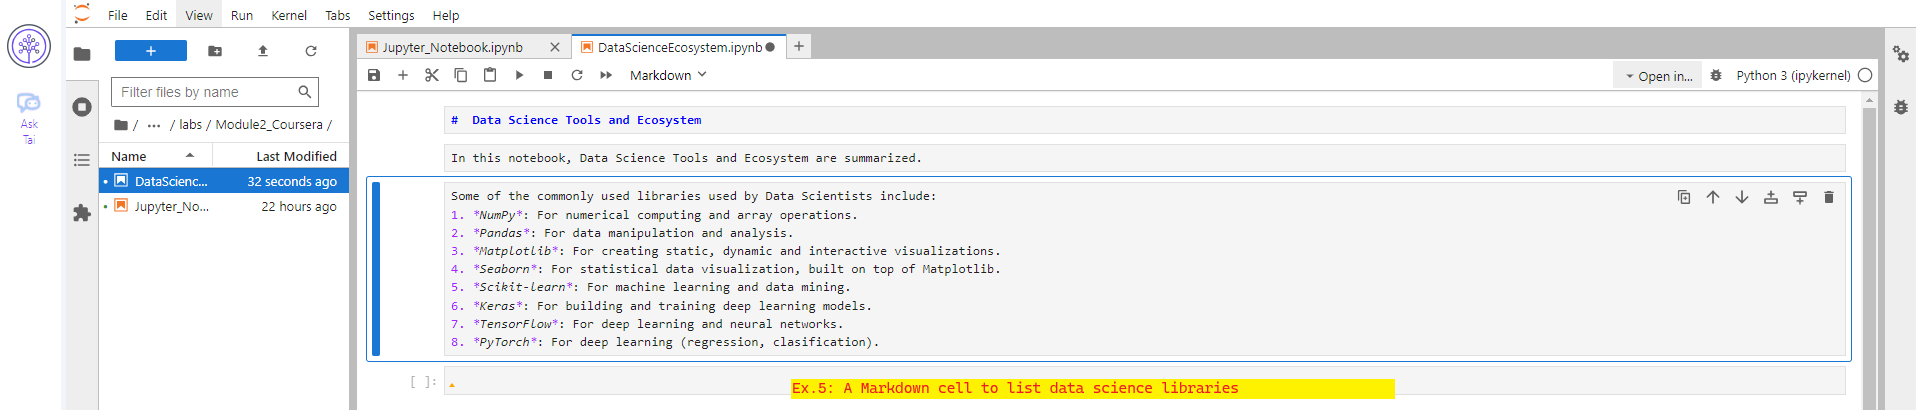 File Edit View Run Kernel Tabs Settings Help
Ask
Tai
+
Filter files by name
/ ··· / labs / Module2_Coursera /
Name Last Modified
• DataScienc... 32 seconds ago
• Jupyter_No... 22 hours ago
Jupyter_Notebook.ipynb × DataScienceEcosystem.ipynb ● +
Markdown Open in... Python 3 (ipykernel)
# Data Science Tools and Ecosystem
In this notebook, Data Science Tools and Ecosystem are summarized.
Some of the commonly used libraries used by Data Scientists include:
1. *NumPy*: For numerical computing and array operations.
2. *Pandas*: For data manipulation and analysis.
3. *Matplotlib*: For creating static, dynamic and interactive visualizations.
4. *Seaborn*: For statistical data visualization, built on top of Matplotlib.
5. *Scikit-learn*: For machine learning and data mining.
6. *Keras*: For building and training deep learning models.
7. *TensorFlow*: For deep learning and neural networks.
8. *PyTorch*: For deep learning (regression, clasification).
[ ]:
Ex.5: A Markdown cell to list data science libraries